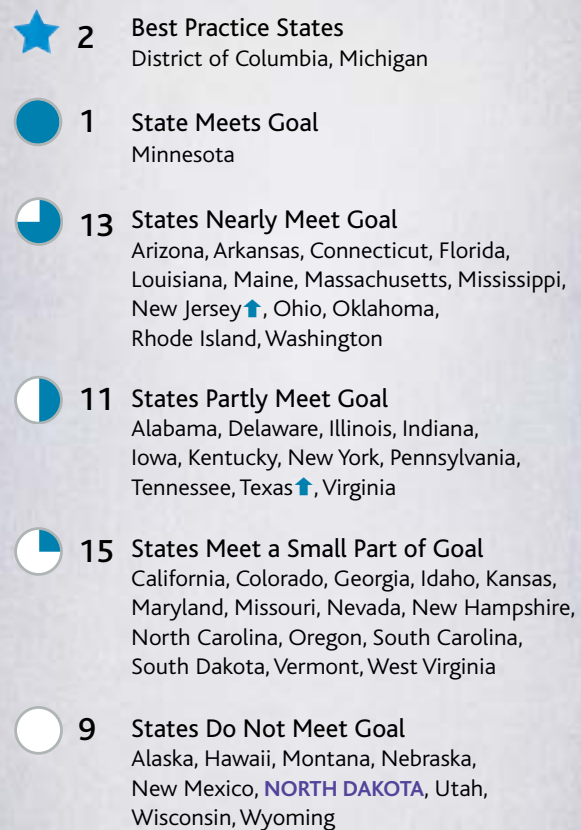 2 Best Practice States
District of Columbia, Michigan
1 State Meets Goal
Minnesota
13 States Nearly Meet Goal
Arizona, Arkansas, Connecticut, Florida,
Louisiana, Maine, Massachusetts, Mississippi,
New Jersey⬆, Ohio, Oklahoma,
Rhode Island, Washington
11 States Partly Meet Goal
Alabama, Delaware, Illinois, Indiana,
Iowa, Kentucky, New York, Pennsylvania,
Tennessee, Texas⬆, Virginia
15 States Meet a Small Part of Goal
California, Colorado, Georgia, Idaho, Kansas,
Maryland, Missouri, Nevada, New Hampshire,
North Carolina, Oregon, South Carolina,
South Dakota, Vermont, West Virginia
9 States Do Not Meet Goal
Alaska, Hawaii, Montana, Nebraska,
New Mexico, NORTH DAKOTA, Utah,
Wisconsin, Wyoming